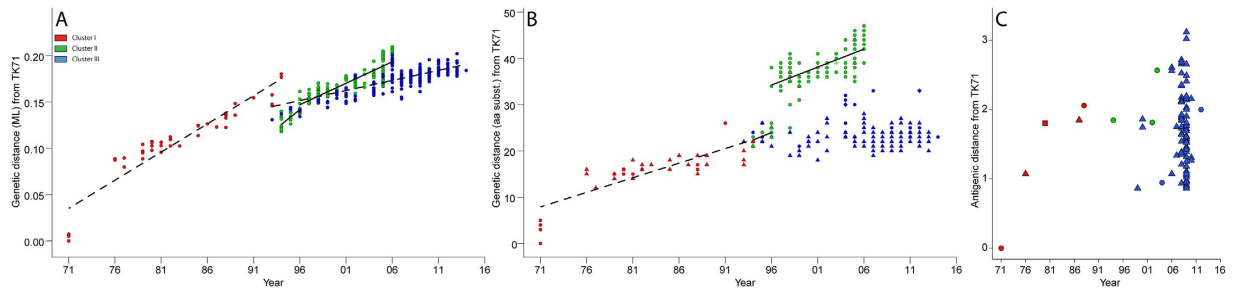 A
Cluster I
Cluster II
Cluster III
Genetic distance (ML) from TK71
0.20
0.15
0.10
0.05
0.00
71 76 81 86 91 96 01 06 11 16
Year
B
Genetic distance (aa subst.) from TK71
50
40
30
20
10
0
71 76 81 86 91 96 01 06 11 16
Year
C
Antigenic distance from TK71
3
2
1
0
71 76 81 86 91 96 01 06 11 16
Year